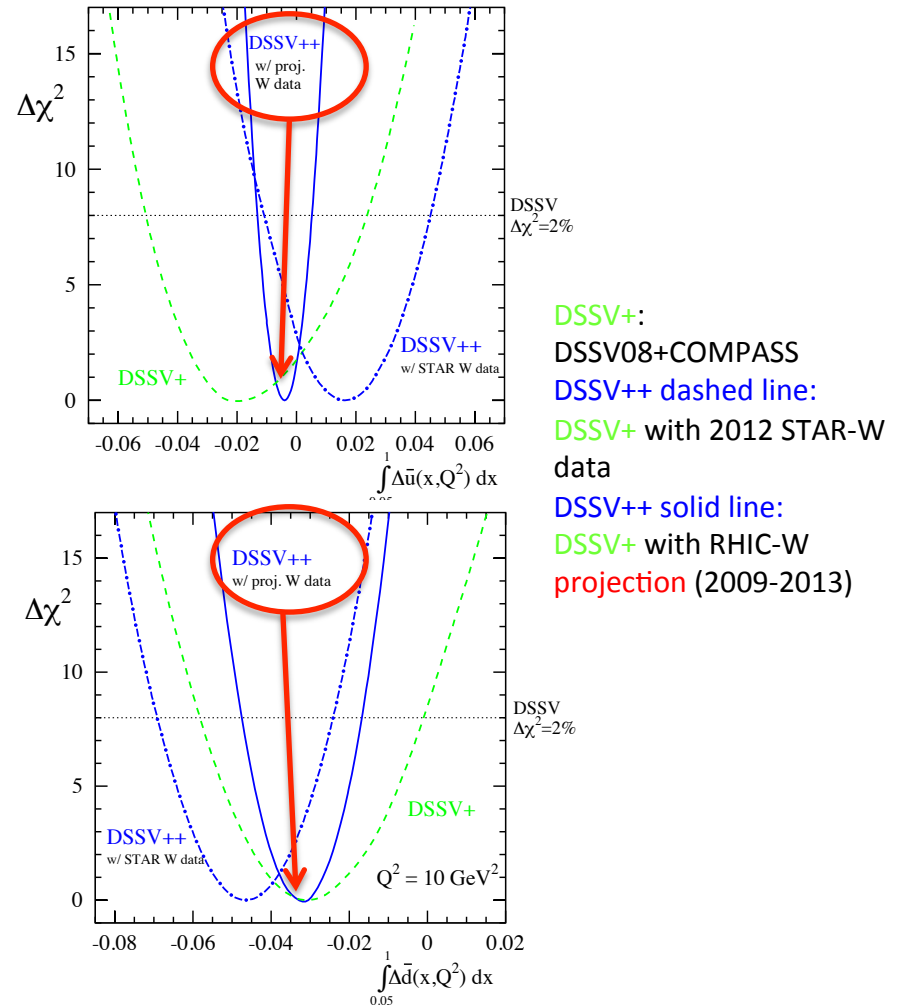 15
10
5
0
Δχ²
DSSV++
w/ proj.
W data
DSSV
Δχ²=2%
DSSV+
DSSV++
w/ STAR W data
-0.06 -0.04 -0.02 0 0.02 0.04 0.06
1
∫Δū(x,Q²) dx
0.05
15
10
5
0
Δχ²
DSSV++
w/ proj. W data
DSSV
Δχ²=2%
DSSV+
DSSV++
w/ STAR W data
Q² = 10 GeV²
-0.08 -0.06 -0.04 -0.02 0 0.02
1
∫Δd̄(x,Q²) dx
0.05
DSSV+:
DSSV08+COMPASS
DSSV++ dashed line:
DSSV+ with 2012 STAR-W
data
DSSV++ solid line:
DSSV+ with RHIC-W
projection (2009-2013)